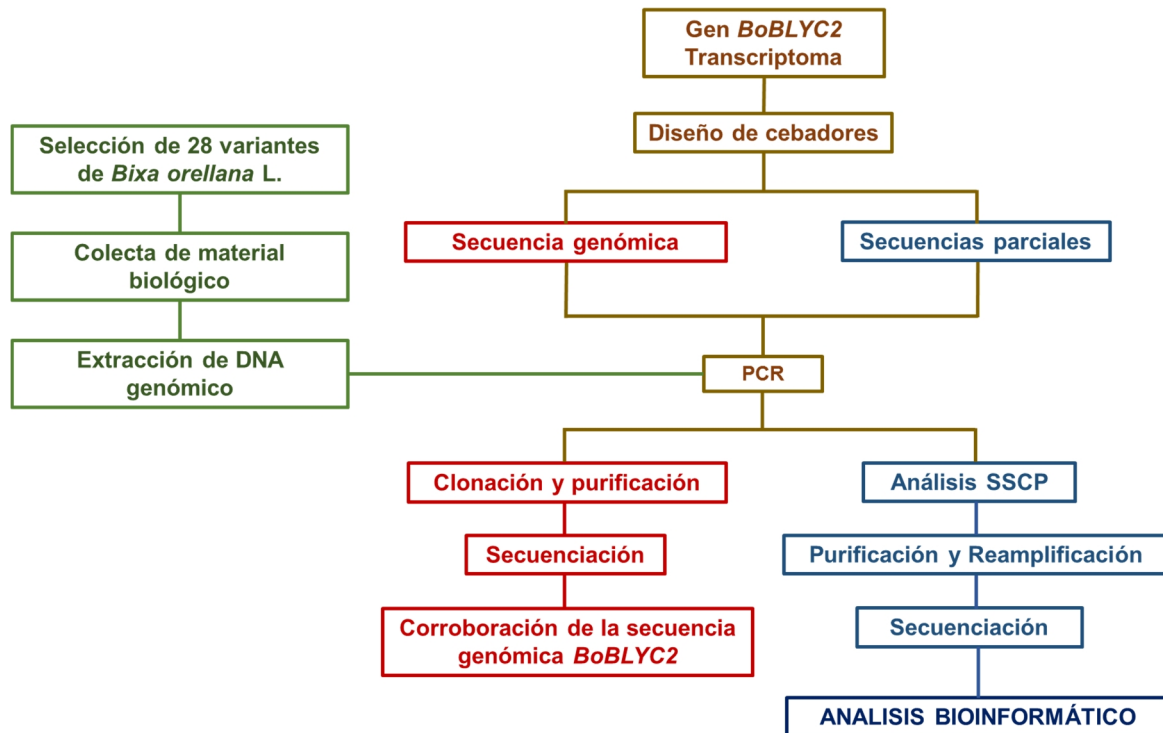 Gen BoBLYC2
Transcriptoma
Diseño de cebadores
Selección de 28 variantes
de Bixa orellana L.
Colecta de material
biológico
Extracción de DNA
genómico
Secuencia genómica
Secuencias parciales
PCR
Clonación y purificación
Secuenciación
Corroboración de la secuencia
genómica BoBLYC2
Análisis SSCP
Purificación y Reamplificación
Secuenciación
ANALISIS BIOINFORMÁTICO